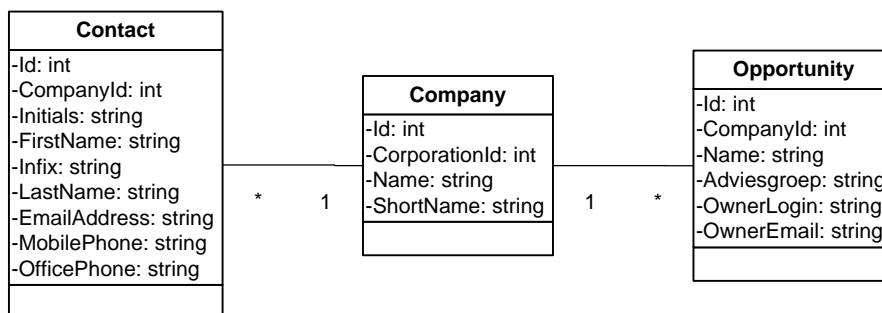 Contact
-Id: int
-CompanyId: int
-Initials: string
-FirstName: string
-Infix: string
-LastName: string
-EmailAddress: string
-MobilePhone: string
-OfficePhone: string
* 1
Company
-Id: int
-CorporationId: int
-Name: string
-ShortName: string
1 *
Opportunity
-Id: int
-CompanyId: int
-Name: string
-Adviesgroep: string
-OwnerLogin: string
-OwnerEmail: string